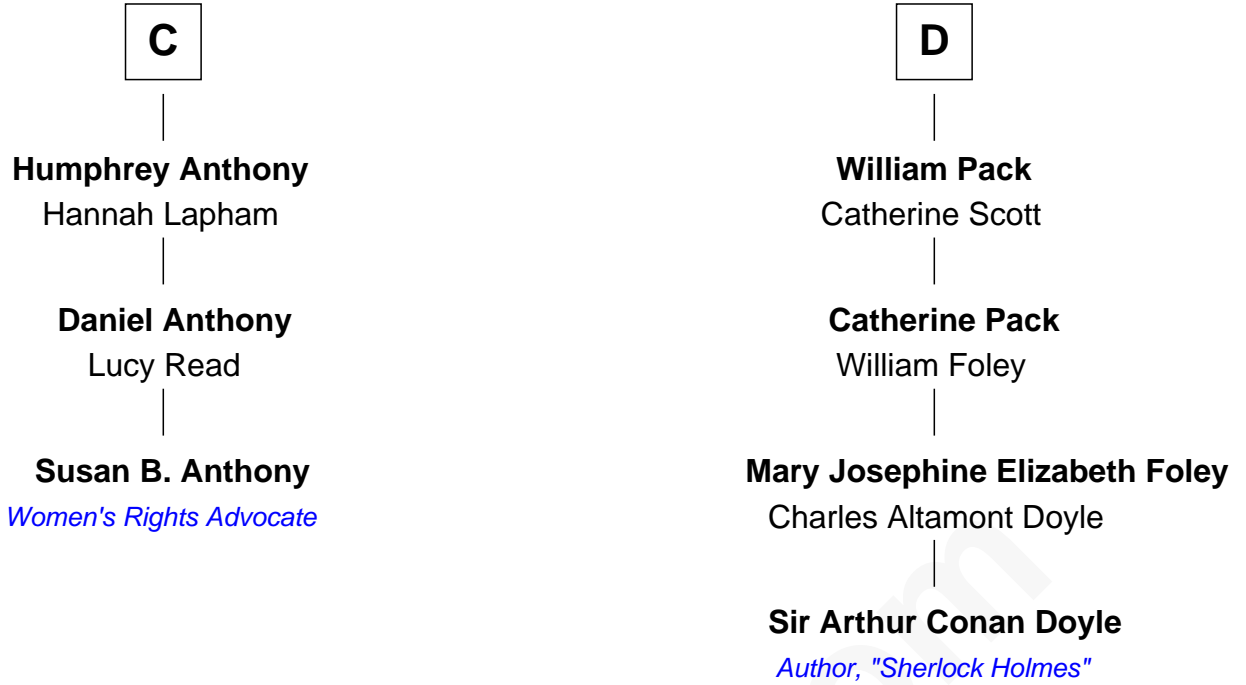 C
Humphrey Anthony
Hannah Lapham
Daniel Anthony
Lucy Read
Susan B. Anthony
Women's Rights Advocate
D
William Pack
Catherine Scott
Catherine Pack
William Foley
Mary Josephine Elizabeth Foley
Charles Altamont Doyle
Sir Arthur Conan Doyle
Author, "Sherlock Holmes"